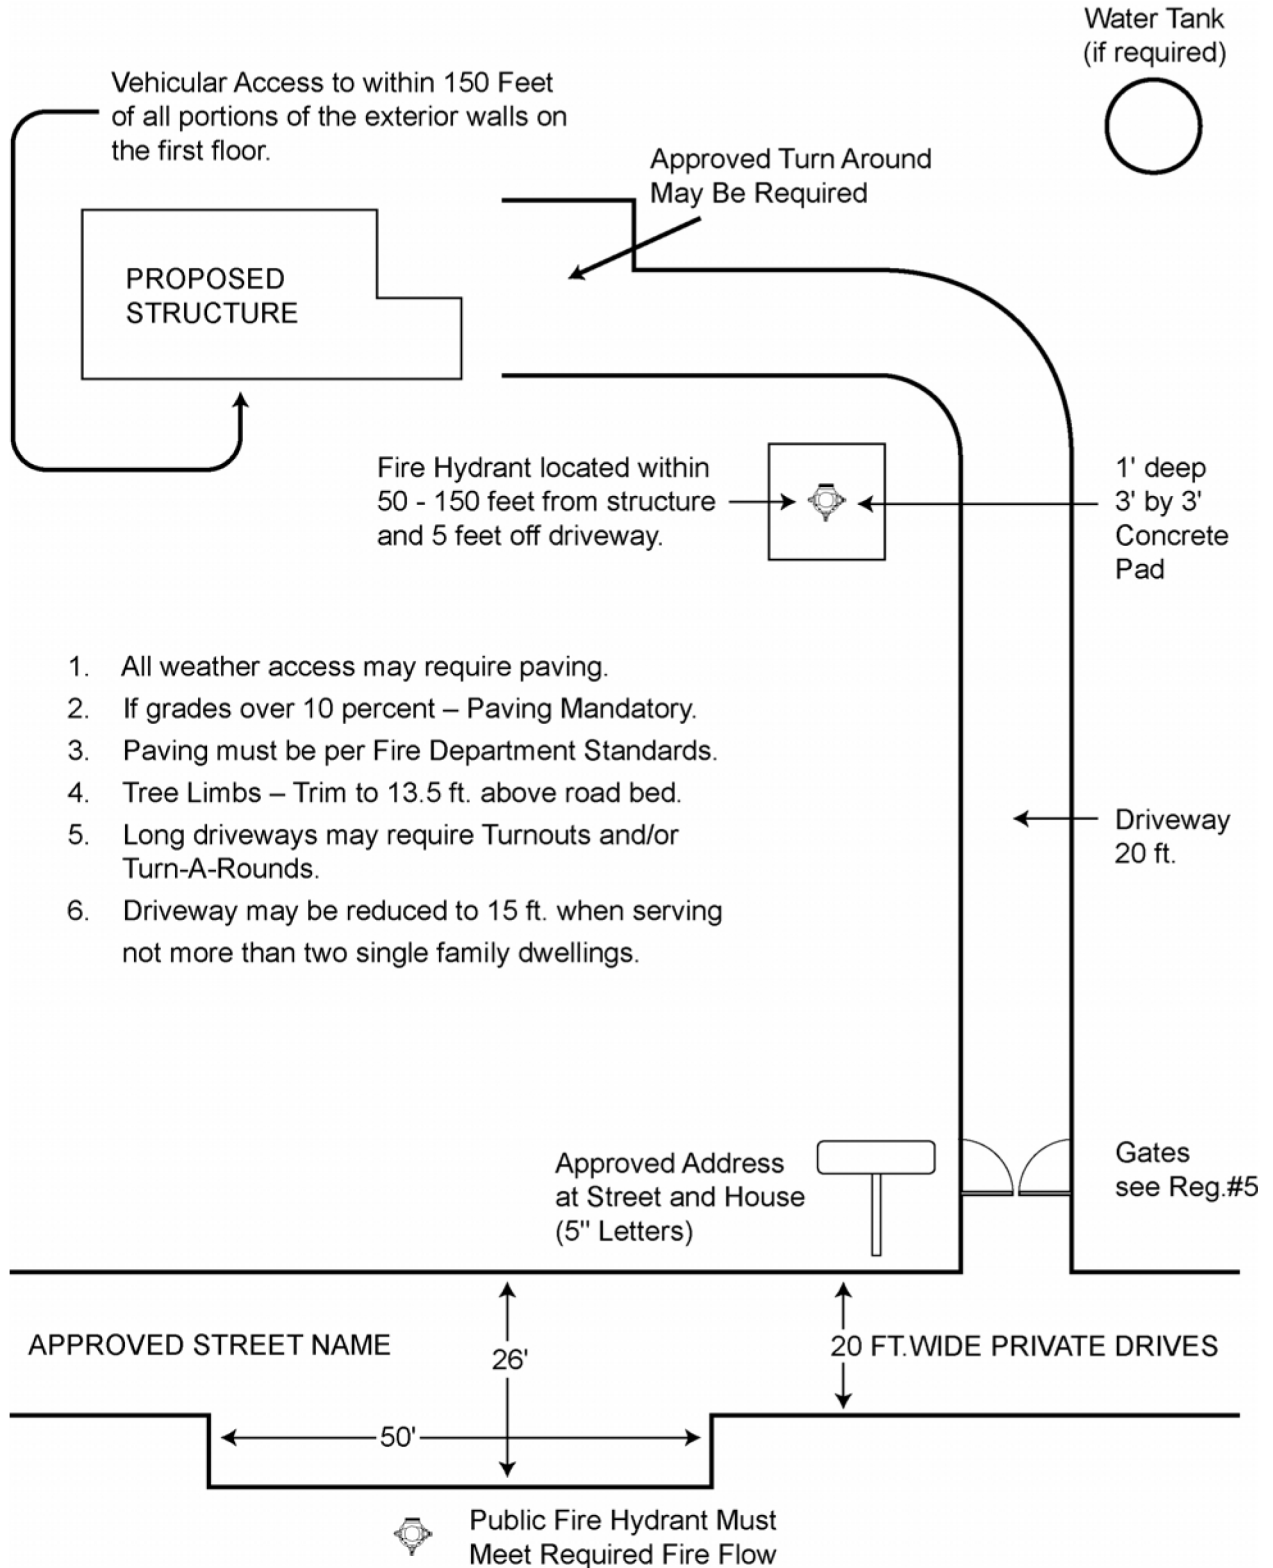 Water Tank
(if required)
Vehicular Access to within 150 Feet
of all portions of the exterior walls on
the first floor.
Approved Turn Around
May Be Required
PROPOSED
STRUCTURE
Fire Hydrant located within
50 - 150 feet from structure
and 5 feet off driveway.
1' deep
3' by 3'
Concrete
Pad
1. All weather access may require paving.
2. If grades over 10 percent – Paving Mandatory.
3. Paving must be per Fire Department Standards.
4. Tree Limbs – Trim to 13.5 ft. above road bed.
5. Long driveways may require Turnouts and/or
Turn-A-Rounds.
6. Driveway may be reduced to 15 ft. when serving
not more than two single family dwellings.
Driveway
20 ft.
Approved Address
at Street and House
(5" Letters)
Gates
see Reg.#5
APPROVED STREET NAME
26'
20 FT.WIDE PRIVATE DRIVES
50'
Public Fire Hydrant Must
Meet Required Fire Flow